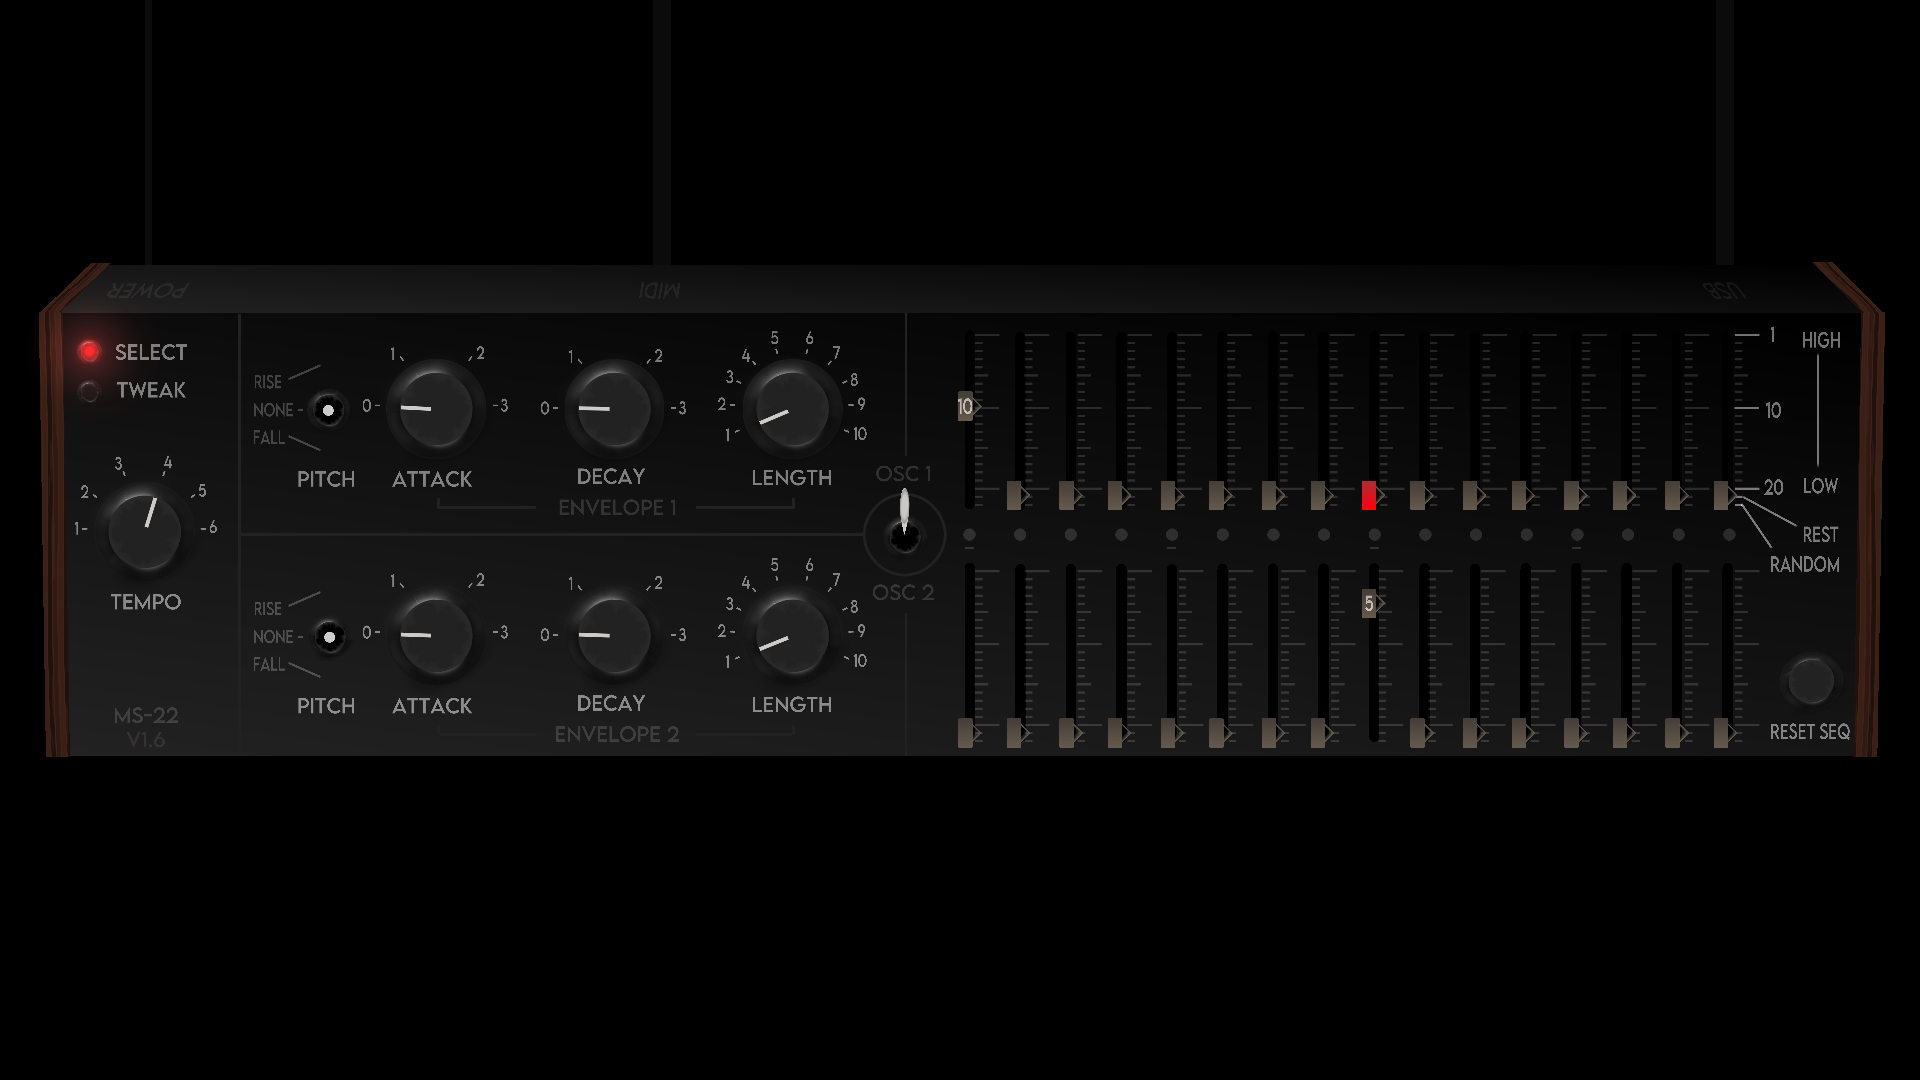 POWER
MIDI
USB
SELECT
TWEAK
1
2
3
4
5
6
TEMPO
MS-22
V1.6
RISE
NONE
FALL
PITCH
0
1
2
3
ATTACK
0
1
2
3
DECAY
1
2
3
4
5
6
7
8
9
10
LENGTH
ENVELOPE 1
OSC 1
OSC 2
RISE
NONE
FALL
PITCH
0
1
2
3
ATTACK
0
1
2
3
DECAY
1
2
3
4
5
6
7
8
9
10
LENGTH
ENVELOPE 2
10
5
1
10
20
HIGH
LOW
REST
RANDOM
RESET SEQ